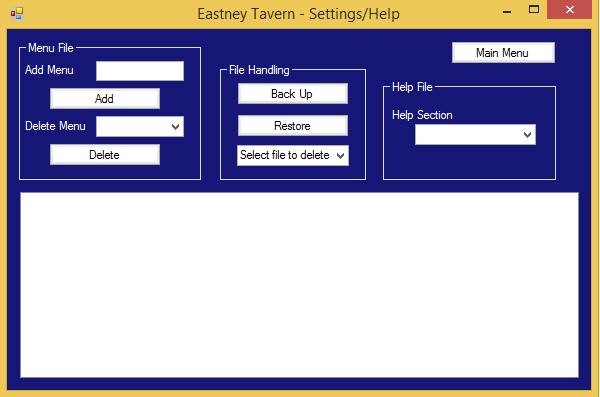 Eastney Tavern - Settings/Help
Main Menu
Menu File
Add Menu
Add
Delete Menu
Delete
File Handling
Back Up
Restore
Select file to delete
Help File
Help Section